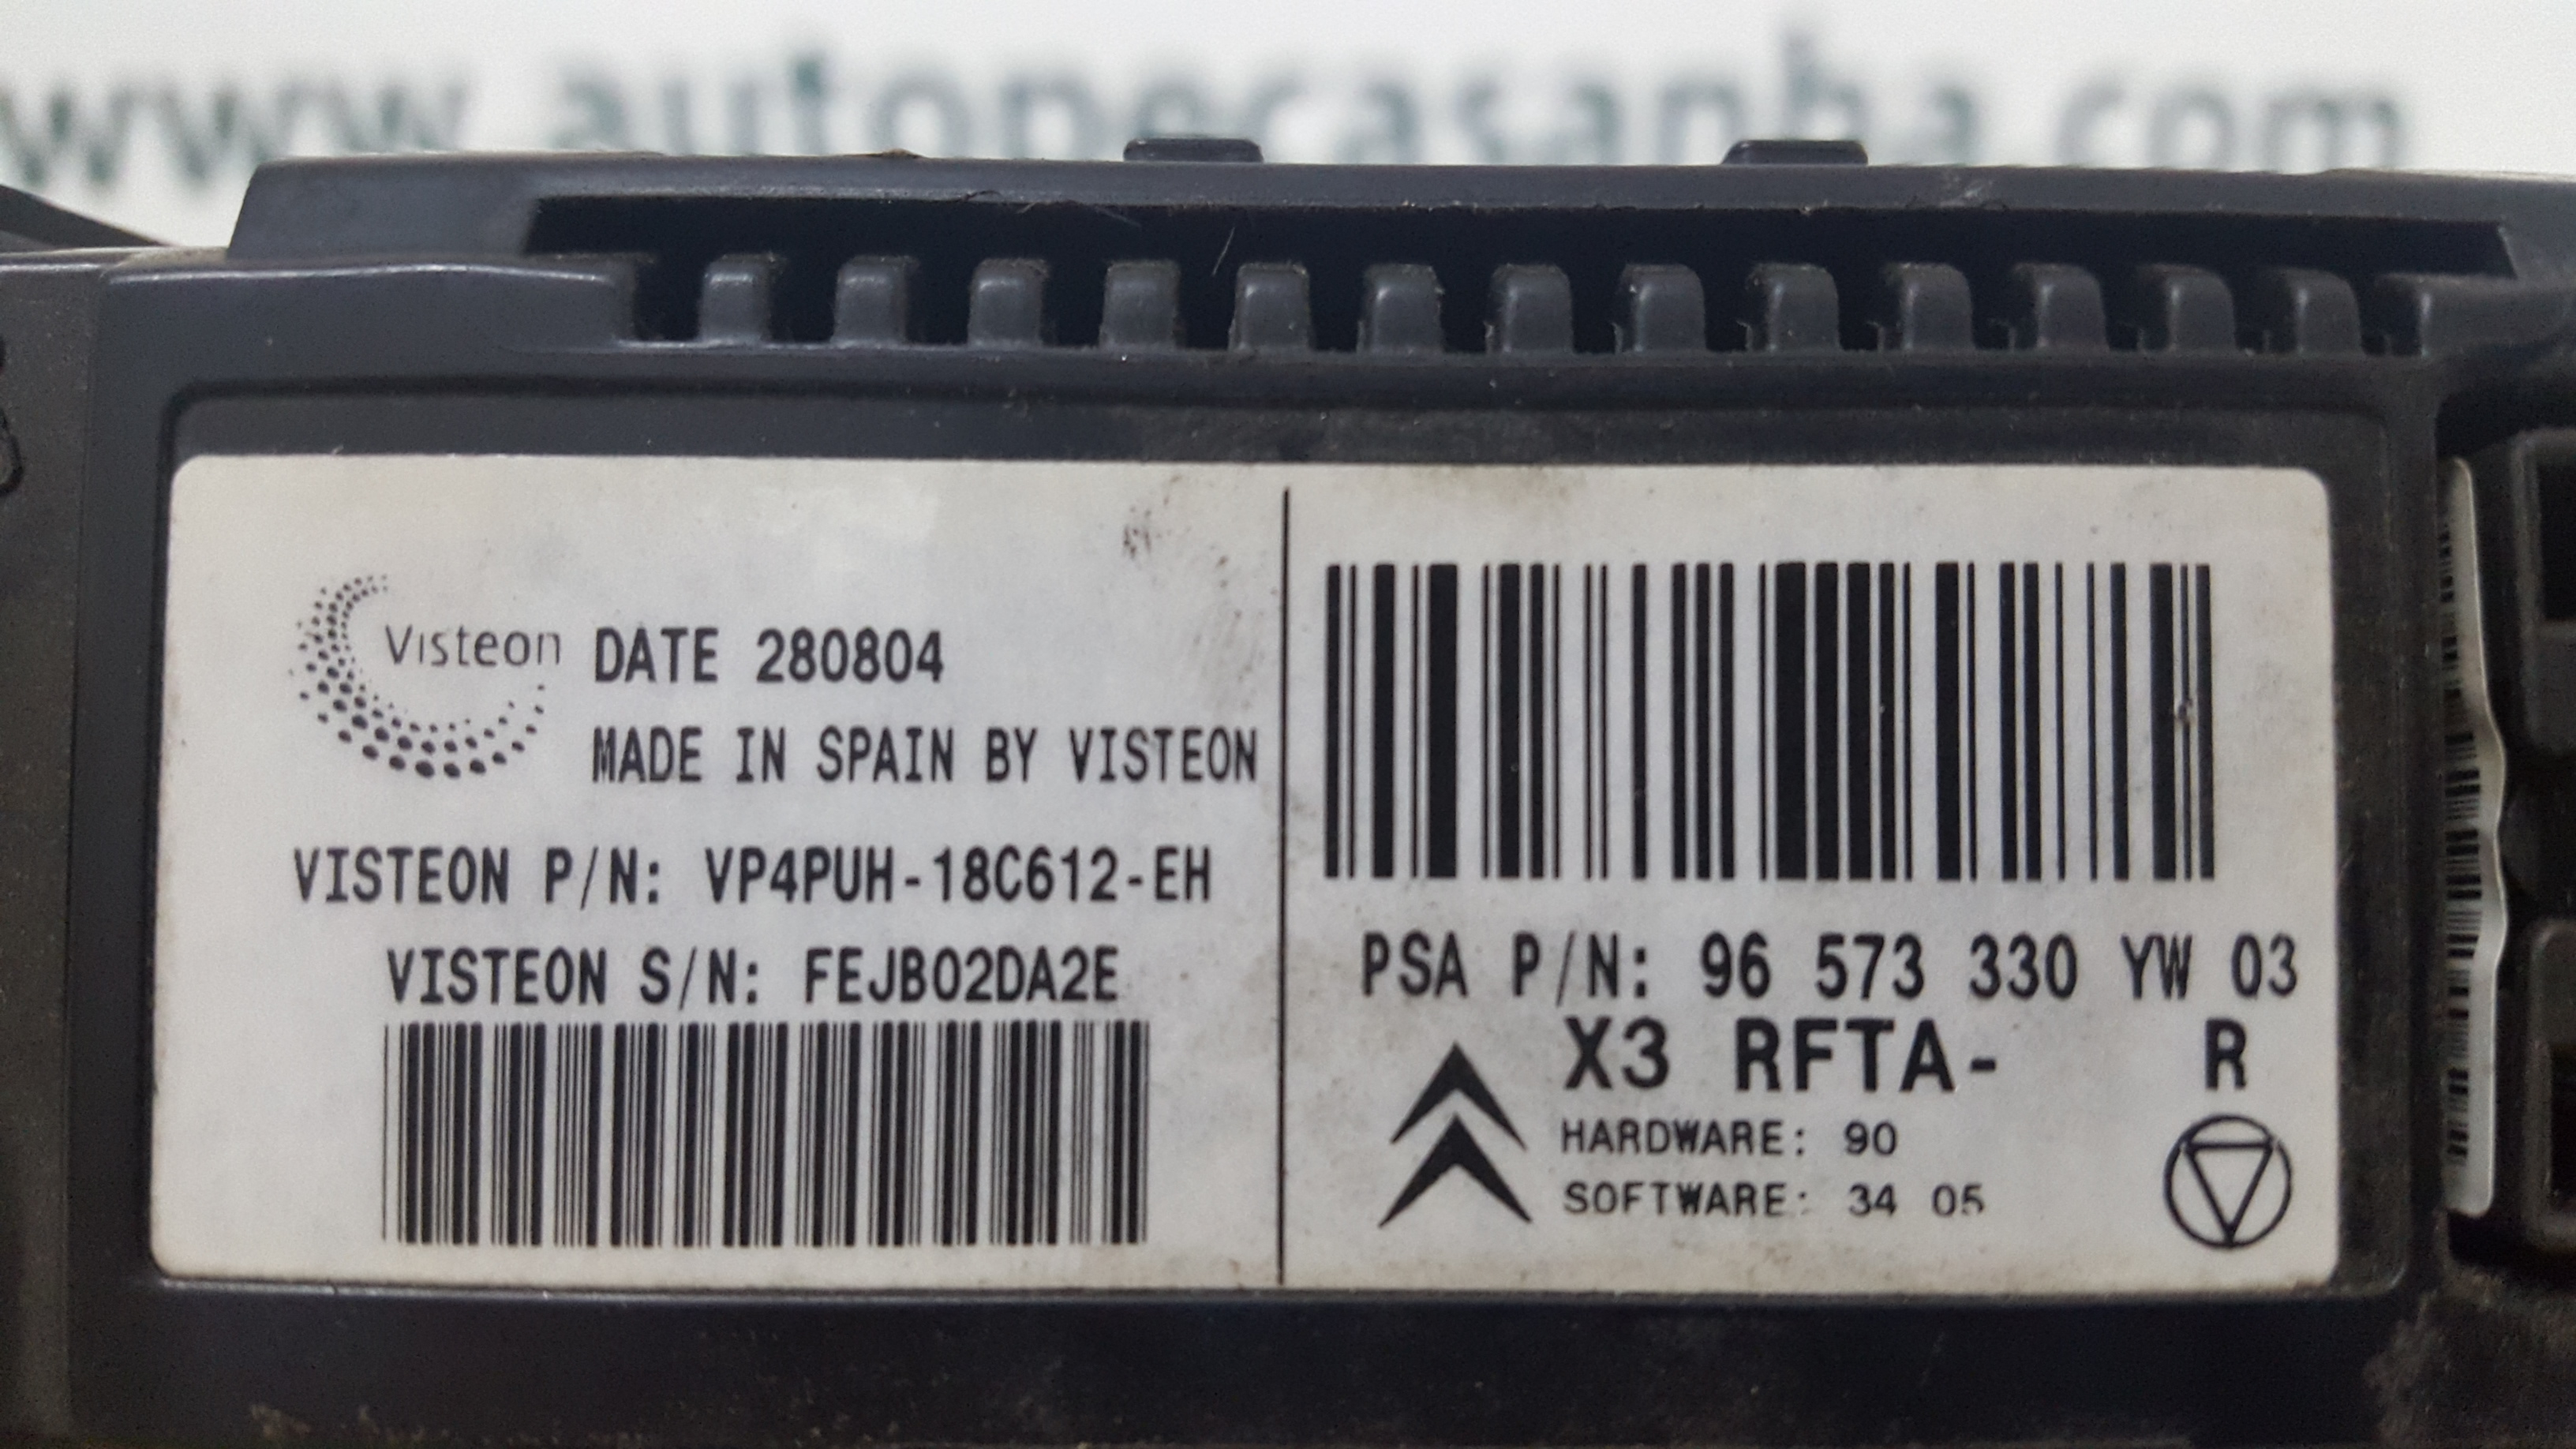 www.autopecasanha.com
Visteon
DATE 280804
MADE IN SPAIN BY VISTEON
VISTEON P/N: VP4PUH-18C612-EH
VISTEON S/N: FEJB02DA2E
PSA P/N: 96 573 330 YW 03
X3 RFTA- R
HARDWARE: 90
SOFTWARE: 34 05